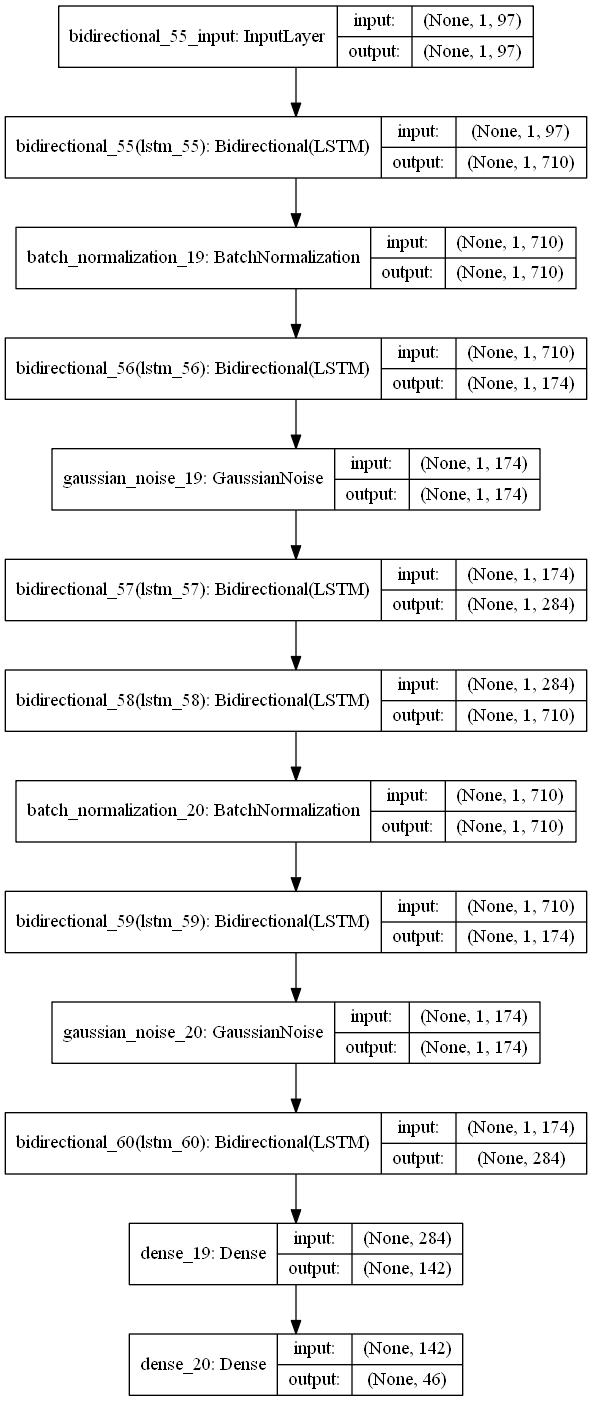 bidirectional_55_input: InputLayer
input: (None, 1, 97)
output: (None, 1, 97)
bidirectional_55(lstm_55): Bidirectional(LSTM)
input: (None, 1, 97)
output: (None, 1, 710)
batch_normalization_19: BatchNormalization
input: (None, 1, 710)
output: (None, 1, 710)
bidirectional_56(lstm_56): Bidirectional(LSTM)
input: (None, 1, 710)
output: (None, 1, 174)
gaussian_noise_19: GaussianNoise
input: (None, 1, 174)
output: (None, 1, 174)
bidirectional_57(lstm_57): Bidirectional(LSTM)
input: (None, 1, 174)
output: (None, 1, 284)
bidirectional_58(lstm_58): Bidirectional(LSTM)
input: (None, 1, 284)
output: (None, 1, 710)
batch_normalization_20: BatchNormalization
input: (None, 1, 710)
output: (None, 1, 710)
bidirectional_59(lstm_59): Bidirectional(LSTM)
input: (None, 1, 710)
output: (None, 1, 174)
gaussian_noise_20: GaussianNoise
input: (None, 1, 174)
output: (None, 1, 174)
bidirectional_60(lstm_60): Bidirectional(LSTM)
input: (None, 1, 174)
output: (None, 284)
dense_19: Dense
input: (None, 284)
output: (None, 142)
dense_20: Dense
input: (None, 142)
output: (None, 46)